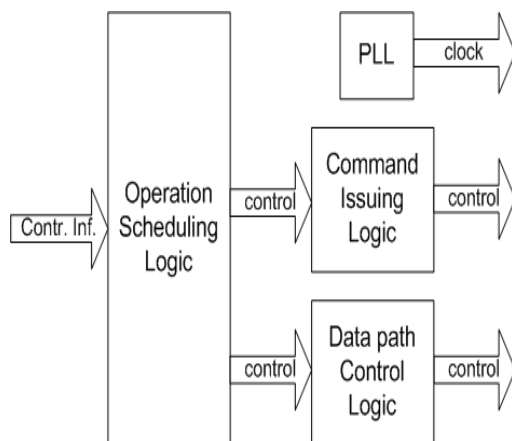 PLL
clock
Contr. Inf.
Operation
Scheduling
Logic
control
Command
Issuing
Logic
control
control
Data path
Control
Logic
control